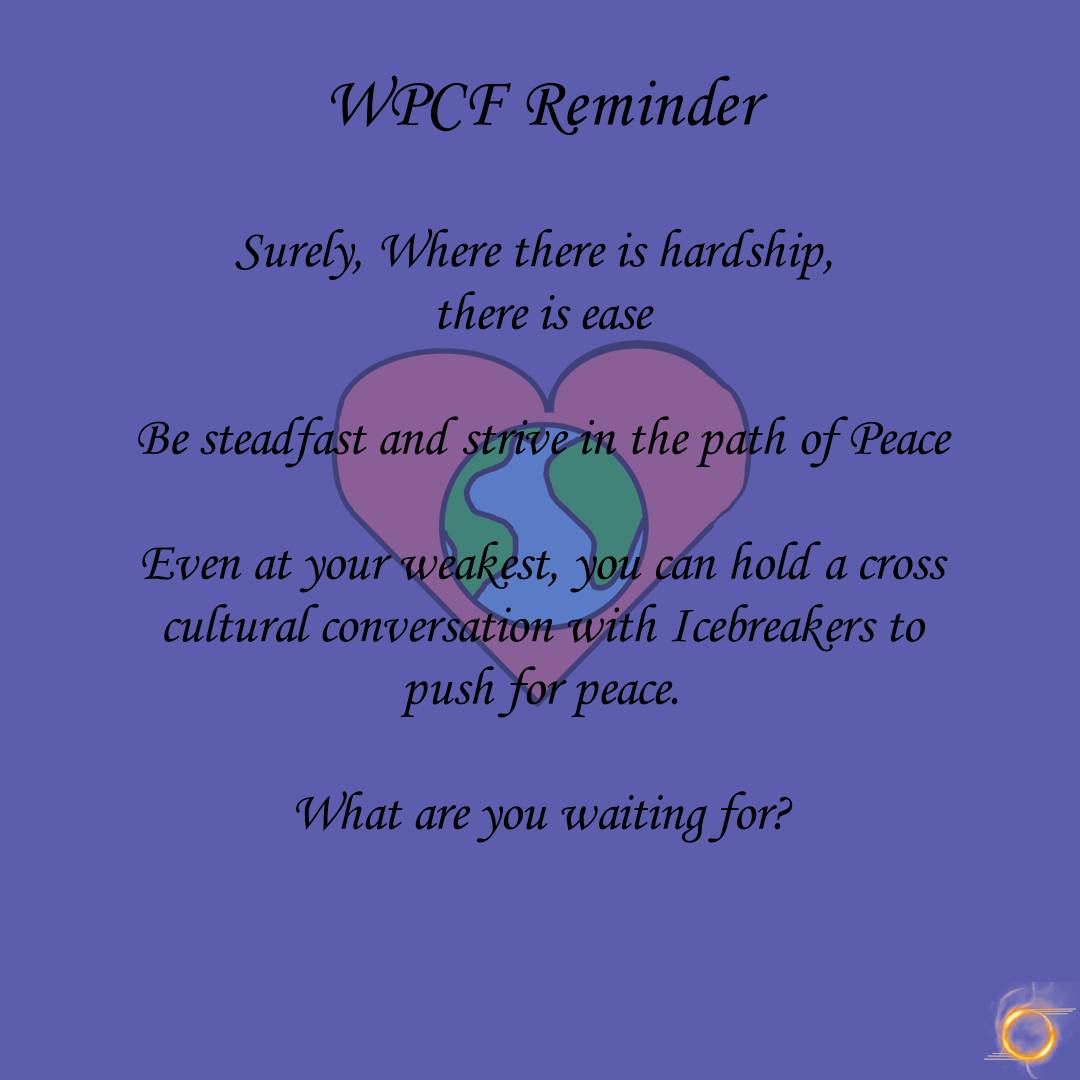 WPCF Reminder
Surely, Where there is hardship,
there is ease
Be steadfast and strive in the path of Peace
Even at your weakest, you can hold a cross
cultural conversation with Icebreakers to
push for peace.
What are you waiting for?